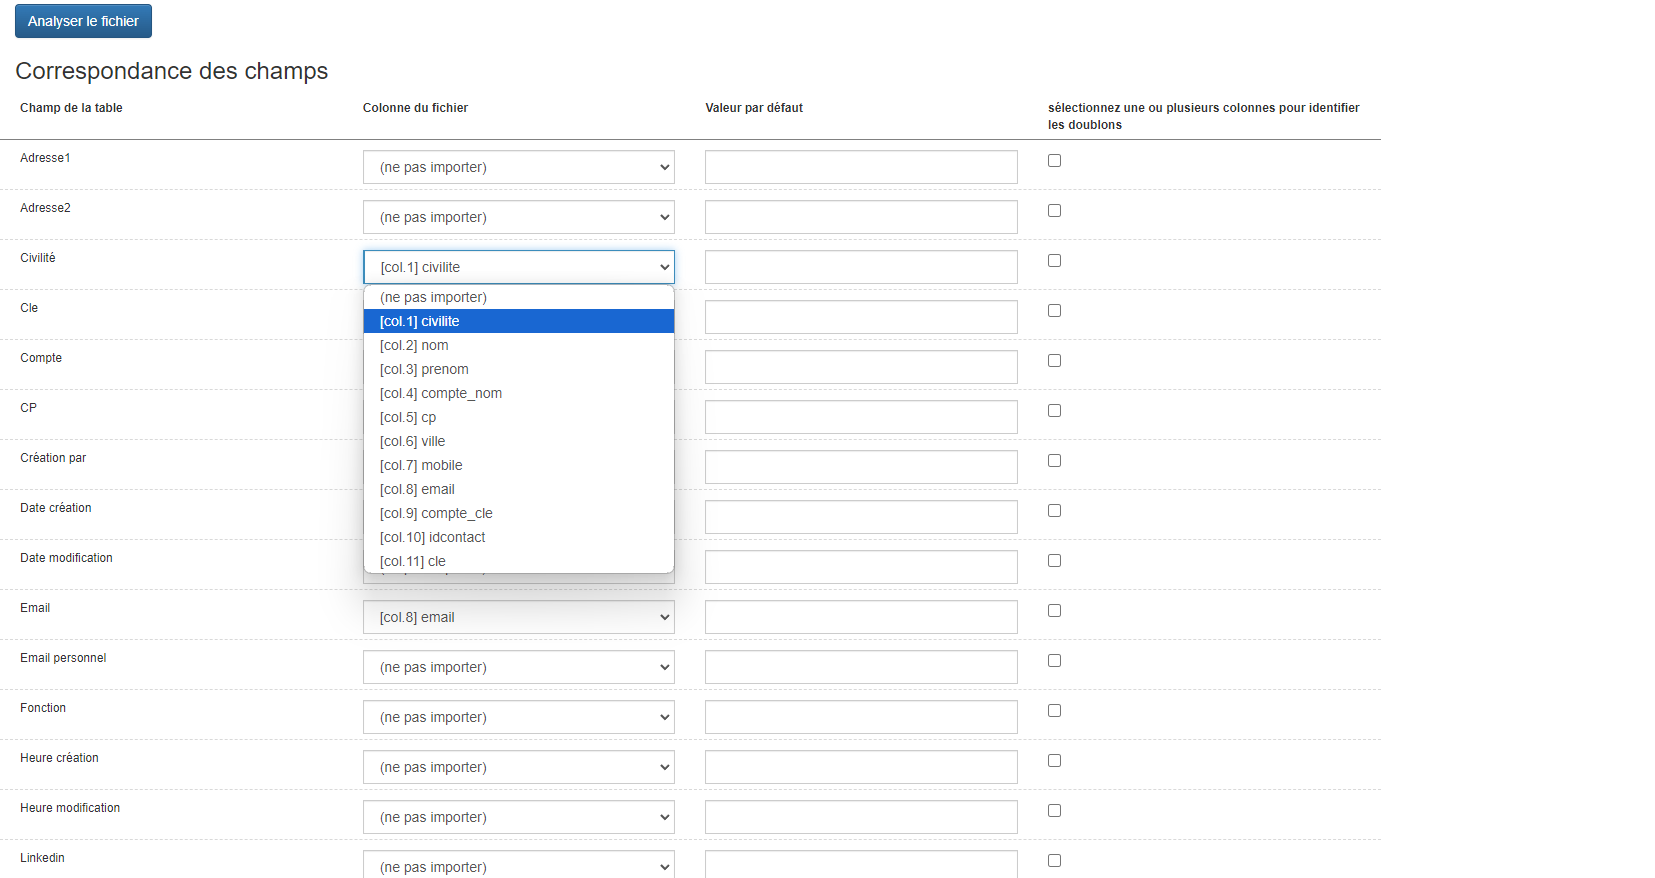 Analyser le fichier
Correspondance des champs
Champ de la table Colonne du fichier Valeur par défaut sélectionnez une ou plusieurs colonnes pour identifier
les doublons
Adresse1 (ne pas importer)
Adresse2 (ne pas importer)
Civilité [col.1] civilite
(ne pas importer)
Cle
[col.1] civilite
[col.2] nom
Compte
[col.3] prenom
[col.4] compte_nom
CP
[col.5] cp
[col.6] ville
Création par
[col.7] mobile
[col.8] email
Date création
[col.9] compte_cle
[col.10] idcontact
Date modification
[col.11] cle
Email [col.8] email
Email personnel (ne pas importer)
Fonction (ne pas importer)
Heure création (ne pas importer)
Heure modification (ne pas importer)
Linkedin (ne pas importer)